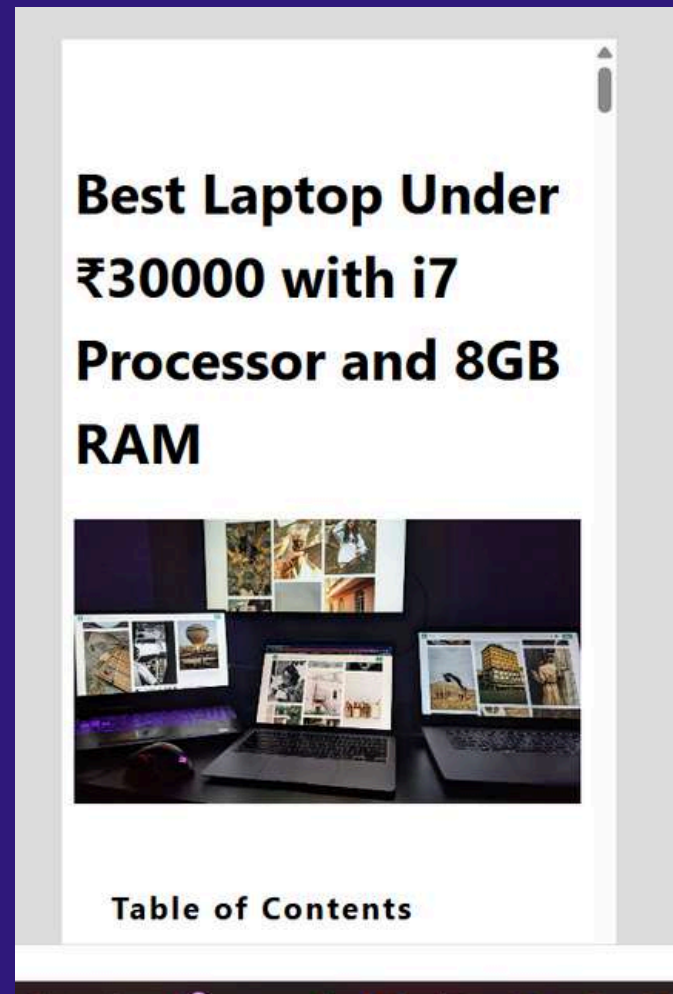 Best Laptop Under
₹30000 with i7
Processor and 8GB
RAM
Table of Contents